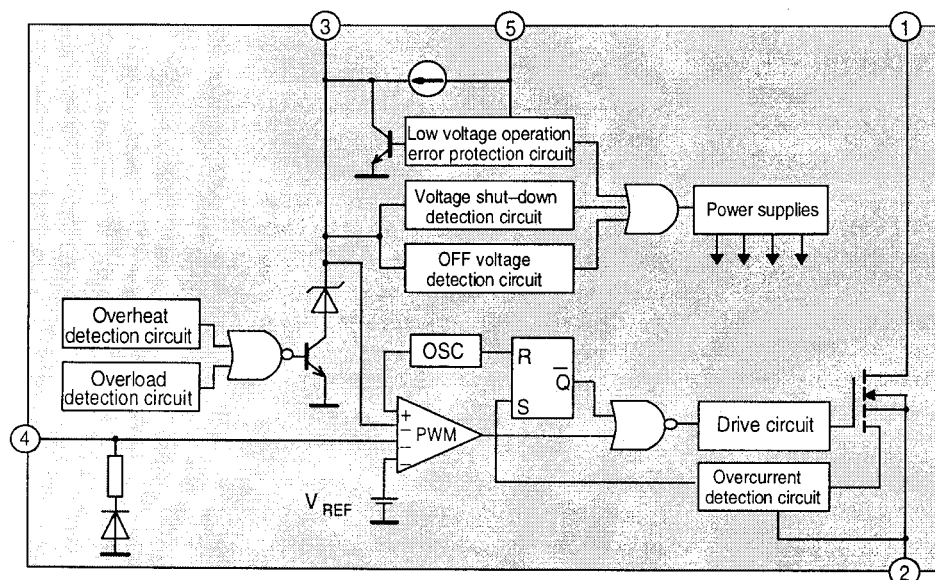 3
5
1
Low voltage operation
error protection circuit
Voltage shut–down
detection circuit
Power supplies
OFF voltage
detection circuit
Overheat
detection circuit
OSC
R
Q̅
Overload
detection circuit
S
+
PWM
–
–
–
Drive circuit
4
Overcurrent
detection circuit
VREF
2